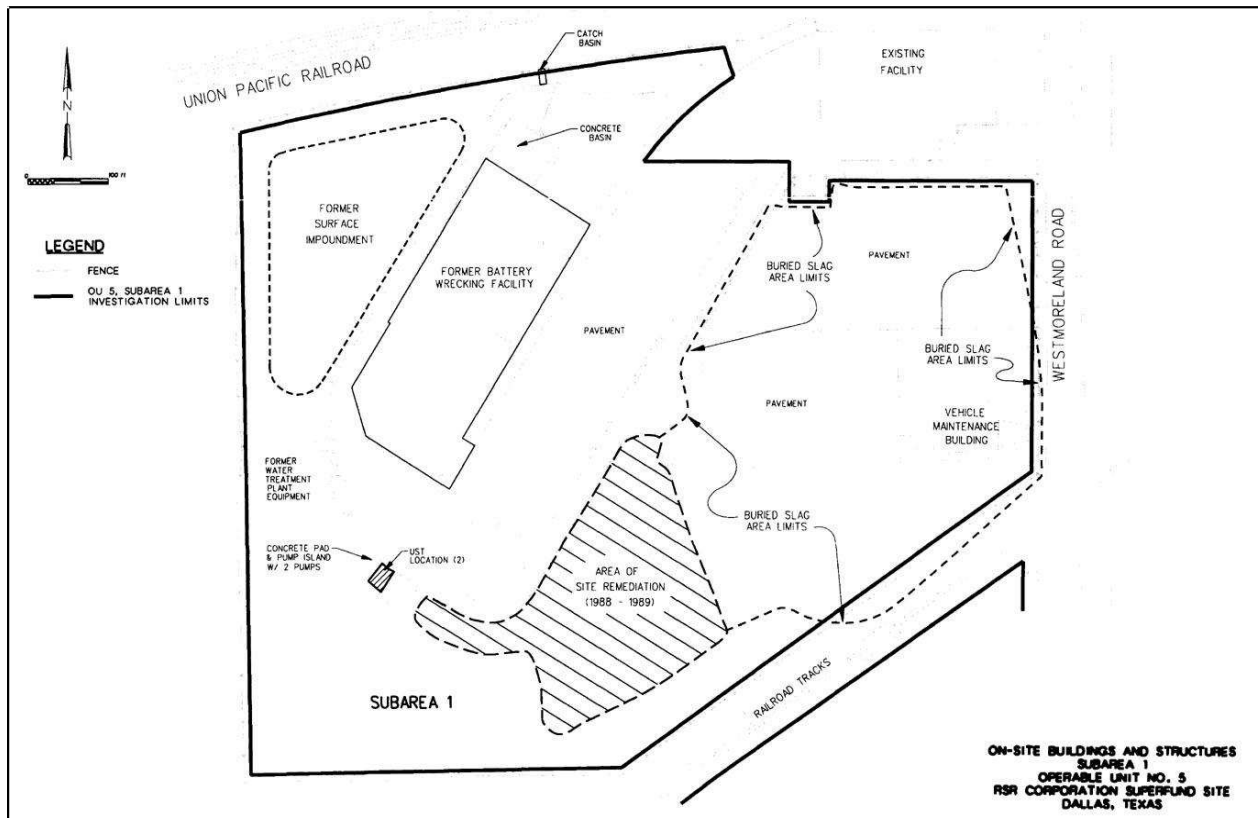 CATCH
BASIN
UNION PACIFIC RAILROAD
EXISTING
FACILITY
N
0
100 FT
CONCRETE
BASIN
FORMER
SURFACE
IMPOUNDMENT
LEGEND
FENCE
OU 5, SUBAREA 1
INVESTIGATION LIMITS
FORMER BATTERY
WRECKING FACILITY
PAVEMENT
BURIED SLAG
AREA LIMITS
PAVEMENT
WESTMORELAND ROAD
BURIED SLAG
AREA LIMITS
PAVEMENT
VEHICLE
MAINTENANCE
BUILDING
FORMER
WATER
TREATMENT
PLANT
EQUIPMENT
BURIED SLAG
AREA LIMITS
CONCRETE PAD
& PUMP ISLAND
W/ 2 PUMPS
UST
LOCATION (2)
AREA OF
SITE REMEDIATION
(1988 - 1989)
SUBAREA 1
RAILROAD TRACKS
ON-SITE BUILDINGS AND STRUCTURES
SUBAREA 1
OPERABLE UNIT NO. 5
RSR CORPORATION SUPERFUND SITE
DALLAS, TEXAS